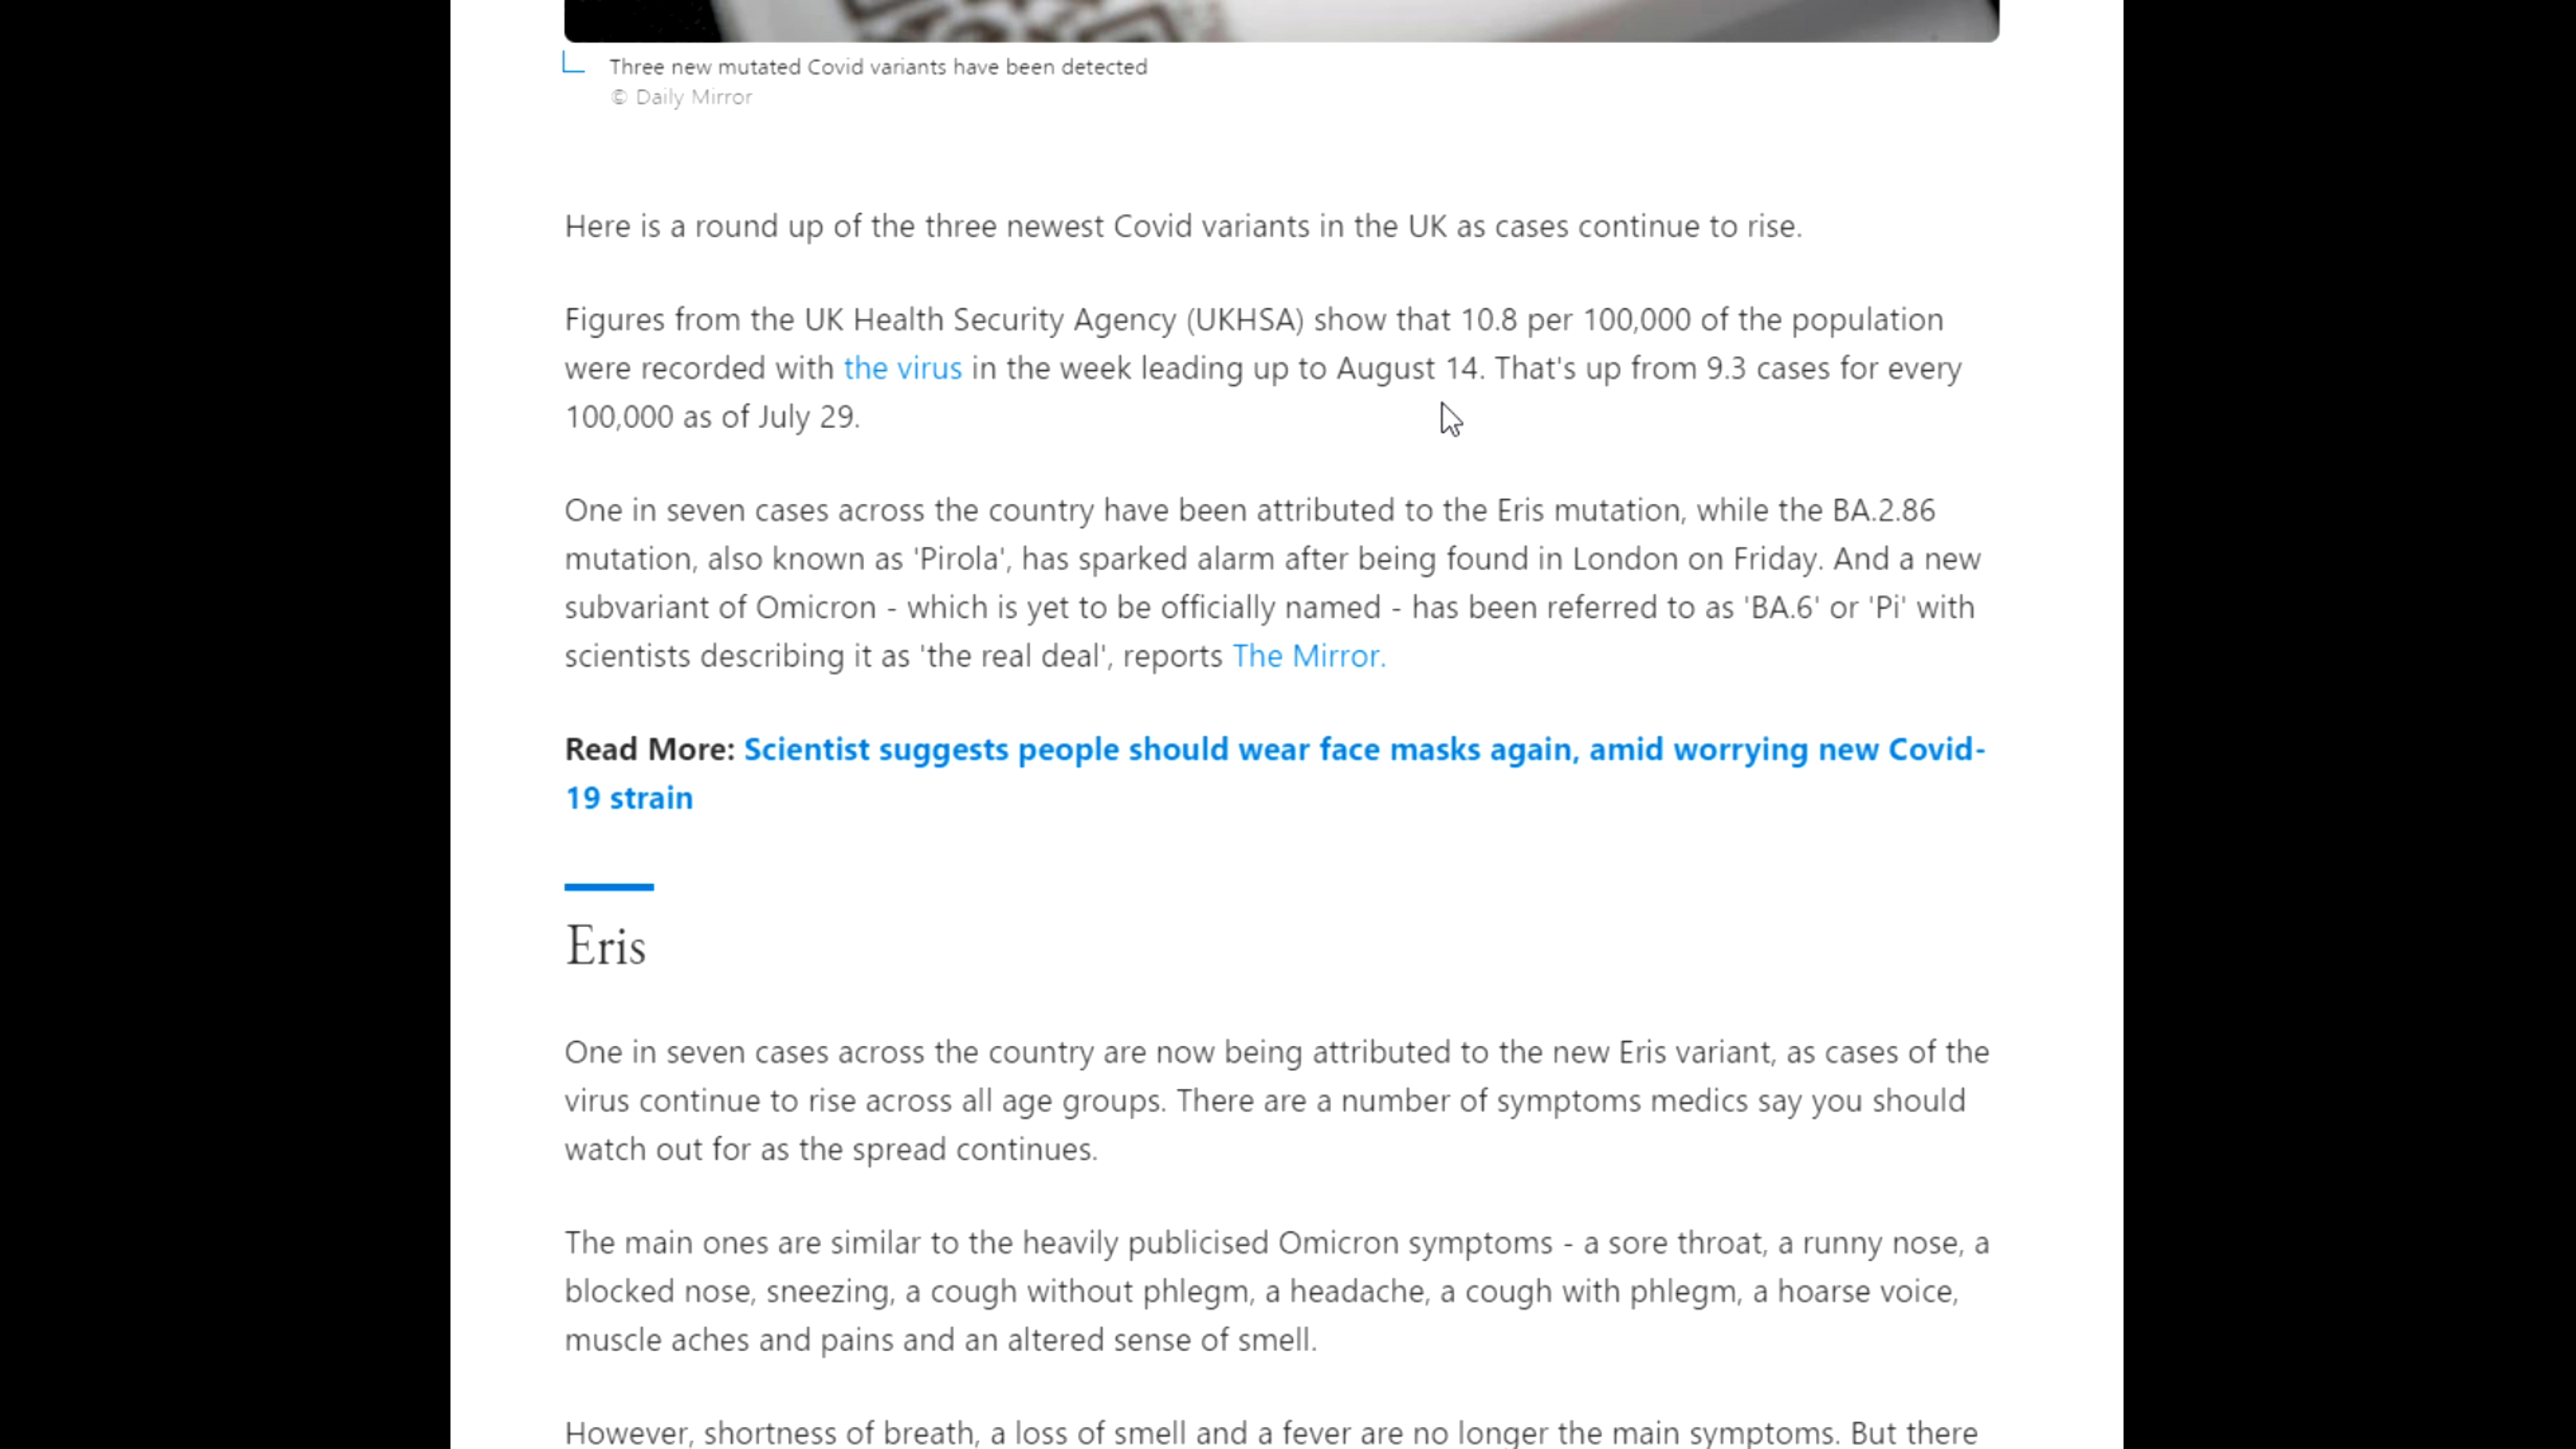 Three new mutated Covid variants have been detected
© Daily Mirror
Here is a round up of the three newest Covid variants in the UK as cases continue to rise.
Figures from the UK Health Security Agency (UKHSA) show that 10.8 per 100,000 of the population
were recorded with the virus in the week leading up to August 14. That's up from 9.3 cases for every
100,000 as of July 29.
One in seven cases across the country have been attributed to the Eris mutation, while the BA.2.86
mutation, also known as 'Pirola', has sparked alarm after being found in London on Friday. And a new
subvariant of Omicron - which is yet to be officially named - has been referred to as 'BA.6' or 'Pi' with
scientists describing it as 'the real deal', reports The Mirror.
Read More: Scientist suggests people should wear face masks again, amid worrying new Covid-
19 strain
Eris
One in seven cases across the country are now being attributed to the new Eris variant, as cases of the
virus continue to rise across all age groups. There are a number of symptoms medics say you should
watch out for as the spread continues.
The main ones are similar to the heavily publicised Omicron symptoms - a sore throat, a runny nose, a
blocked nose, sneezing, a cough without phlegm, a headache, a cough with phlegm, a hoarse voice,
muscle aches and pains and an altered sense of smell.
However, shortness of breath, a loss of smell and a fever are no longer the main symptoms. But there